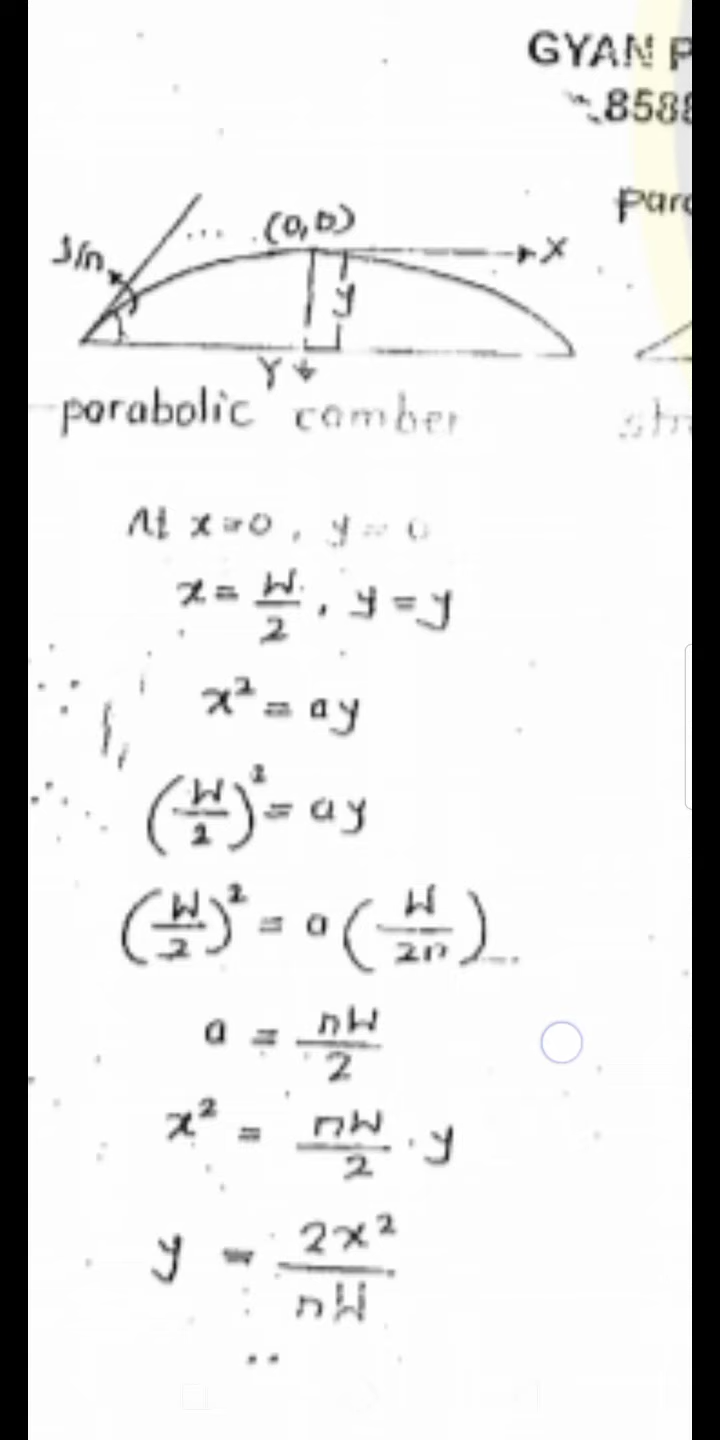 GYAN P
8588
para
(0,0)
X
1/n
y
Y
parabolic camber
At x=0, y=0
x = W/2, y = y
x² = ay
(W/2)² = ay
(W/2)² = a(W/2n)
a = nW/2
x² = nW/2 · y
y = 2x²/nW